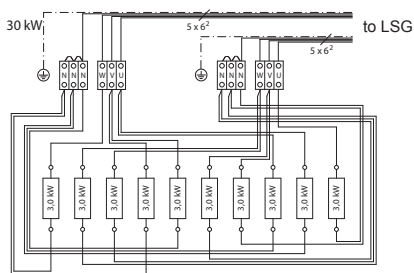 30 kW
5 x 6²
to LSG
5 x 6²
N N N W V U N N N W V U
3,0 kW 3,0 kW 3,0 kW 3,0 kW 3,0 kW 3,0 kW 3,0 kW 3,0 kW 3,0 kW 3,0 kW